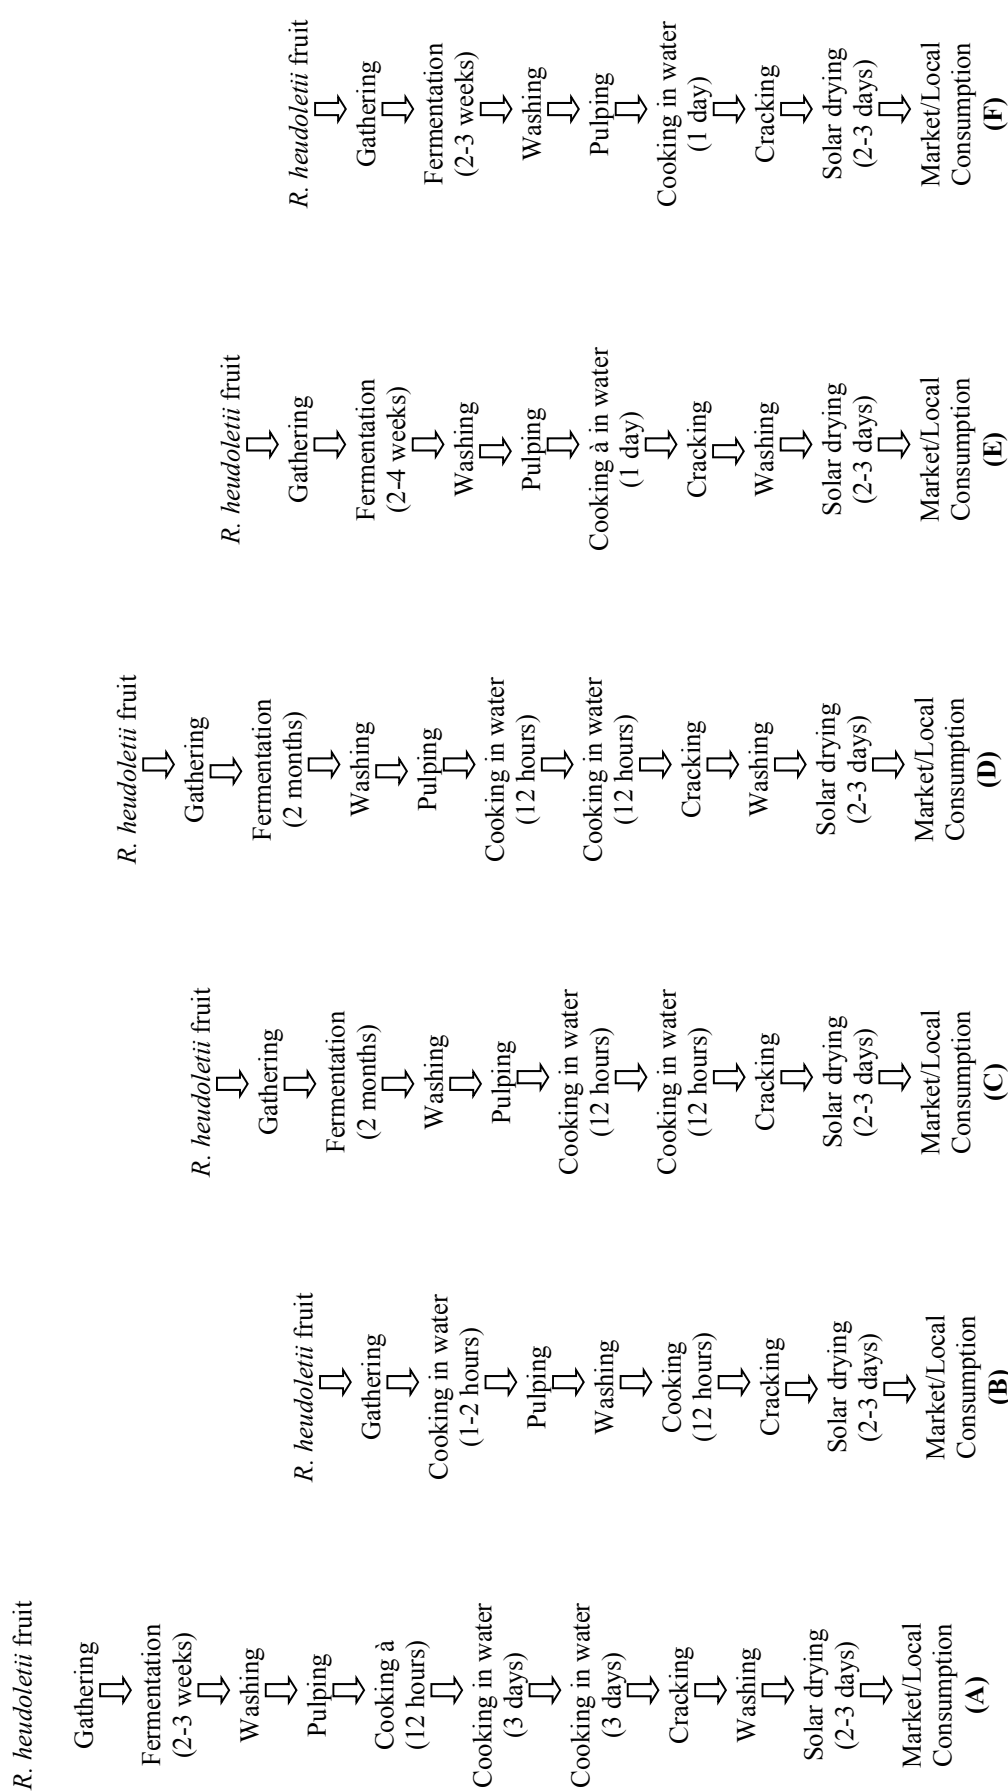 R. heudoletii fruit
Gathering
Fermentation
(2-3 weeks)
Washing
Pulping
Cooking à
(12 hours)
Cooking in water
(3 days)
Cooking in water
(3 days)
Cracking
Washing
Solar drying
(2-3 days)
Market/Local
Consumption
(A)
R. heudoletii fruit
Gathering
Cooking in water
(1-2 hours)
Pulping
Washing
Cooking
(12 hours)
Cracking
Solar drying
(2-3 days)
Market/Local
Consumption
(B)
R. heudoletii fruit
Gathering
Fermentation
(2 months)
Washing
Pulping
Cooking in water
(12 hours)
Cooking in water
(12 hours)
Cracking
Solar drying
(2-3 days)
Market/Local
Consumption
(C)
R. heudoletii fruit
Gathering
Fermentation
(2 months)
Washing
Pulping
Cooking in water
(12 hours)
Cooking in water
(12 hours)
Cracking
Washing
Solar drying
(2-3 days)
Market/Local
Consumption
(D)
R. heudoletii fruit
Gathering
Fermentation
(2-4 weeks)
Washing
Pulping
Cooking à in water
(1 day)
Cracking
Washing
Solar drying
(2-3 days)
Market/Local
Consumption
(E)
R. heudoletii fruit
Gathering
Fermentation
(2-3 weeks)
Washing
Pulping
Cooking in water
(1 day)
Cracking
Solar drying
(2-3 days)
Market/Local
Consumption
(F)